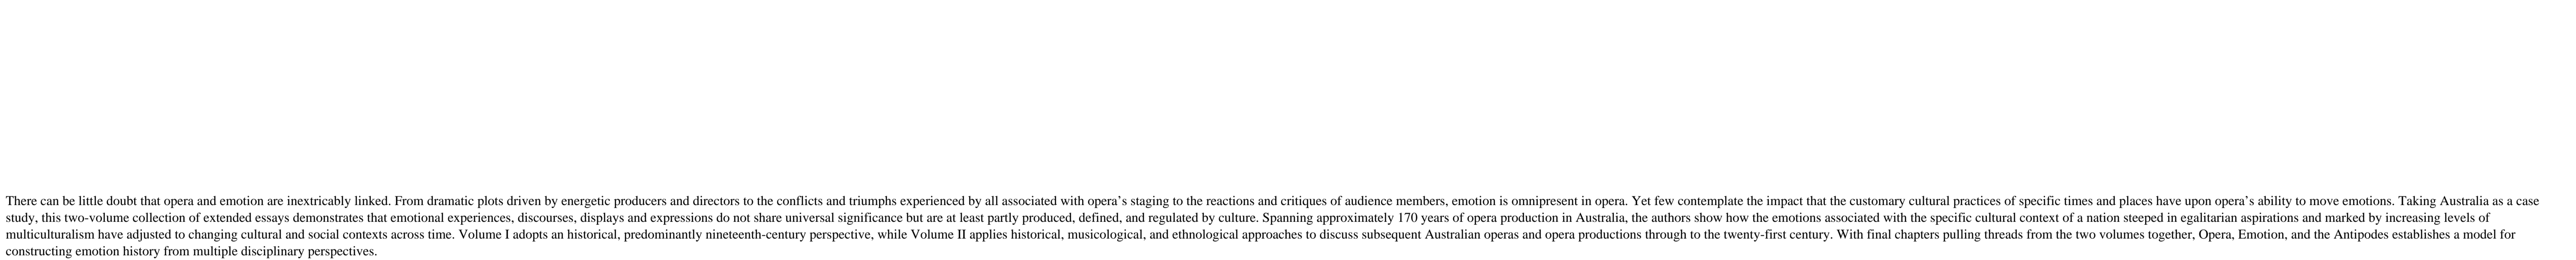 There can be little doubt that opera and emotion are inextricably linked. From dramatic plots driven by energetic producers and directors to the conflicts and triumphs experienced by all associated with opera’s staging to the reactions and critiques of audience members, emotion is omnipresent in opera. Yet few contemplate the impact that the customary cultural practices of specific times and places have upon opera’s ability to move emotions. Taking Australia as a case
study, this two-volume collection of extended essays demonstrates that emotional experiences, discourses, displays and expressions do not share universal significance but are at least partly produced, defined, and regulated by culture. Spanning approximately 170 years of opera production in Australia, the authors show how the emotions associated with the specific cultural context of a nation steeped in egalitarian aspirations and marked by increasing levels of
multiculturalism have adjusted to changing cultural and social contexts across time. Volume I adopts an historical, predominantly nineteenth-century perspective, while Volume II applies historical, musicological, and ethnological approaches to discuss subsequent Australian operas and opera productions through to the twenty-first century. With final chapters pulling threads from the two volumes together, Opera, Emotion, and the Antipodes establishes a model for
constructing emotion history from multiple disciplinary perspectives.